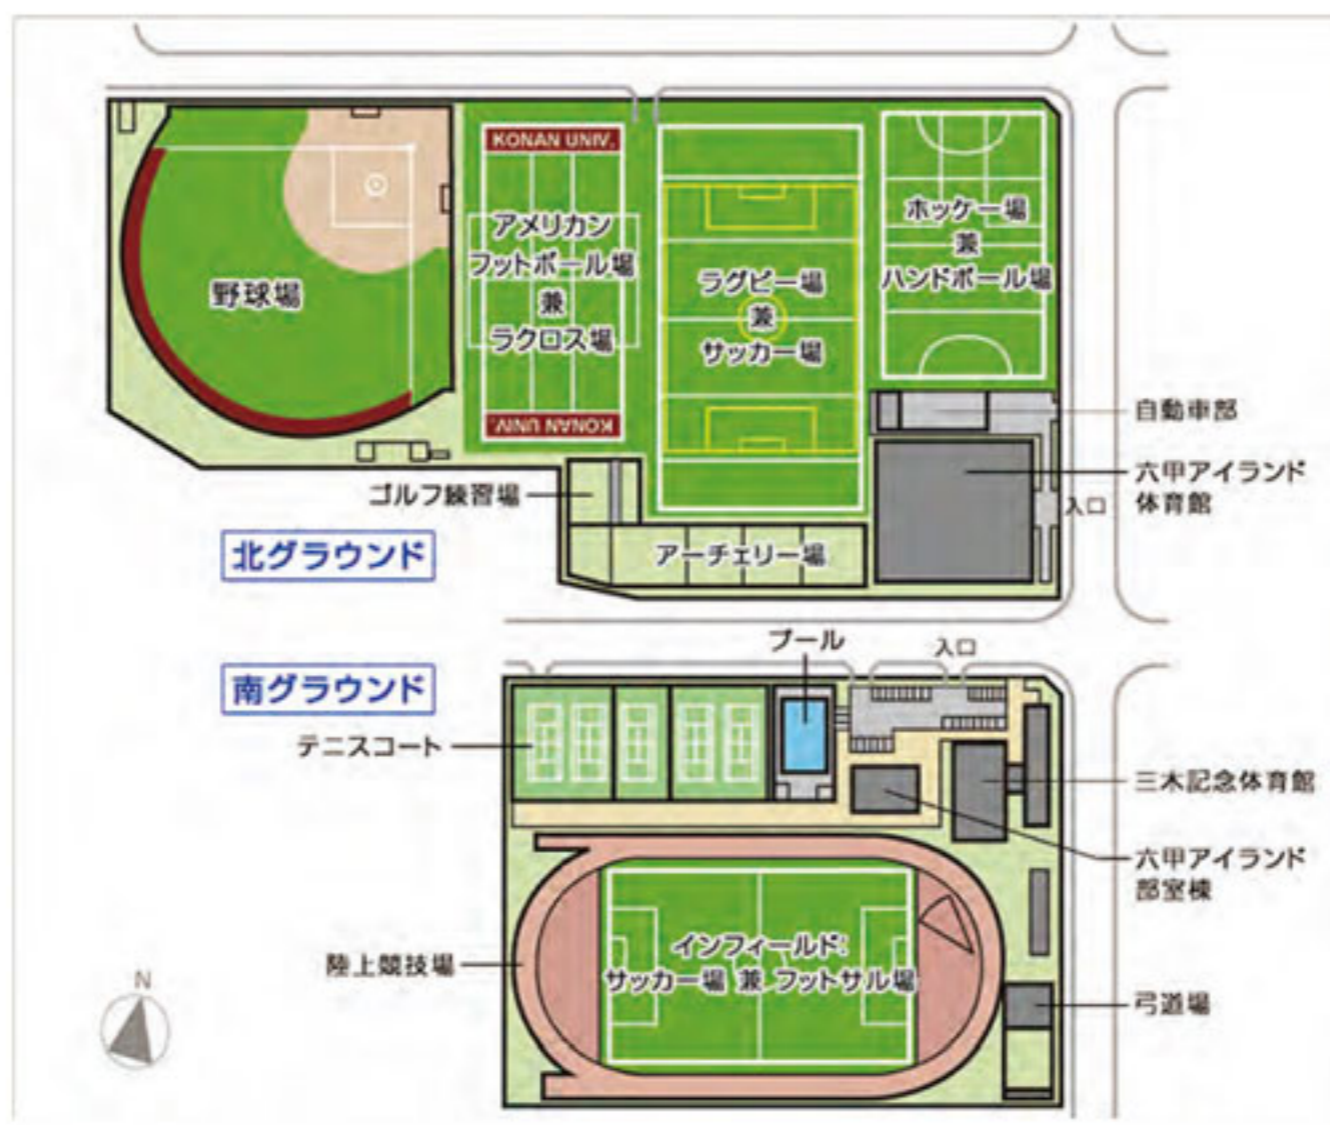 KONAN UNIV.
アメリカン
フットボール場
兼
ラクロス場
KONAN UNIV.
野球場
ラグビー場
兼
サッカー場
ホッケー場
兼
ハンドボール場
自動車部
六甲アイランド
体育館
入口
ゴルフ練習場
アーチェリー場
北グラウンド
南グラウンド
プール
入口
テニスコート
三木記念体育館
六甲アイランド
部室棟
陸上競技場
インフィールド:
サッカー場 兼 フットサル場
弓道場
N